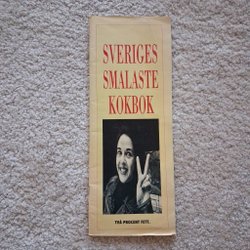 SVERIGES
SMALASTE
KOKBOK
TVÅ PROCENT FETT.